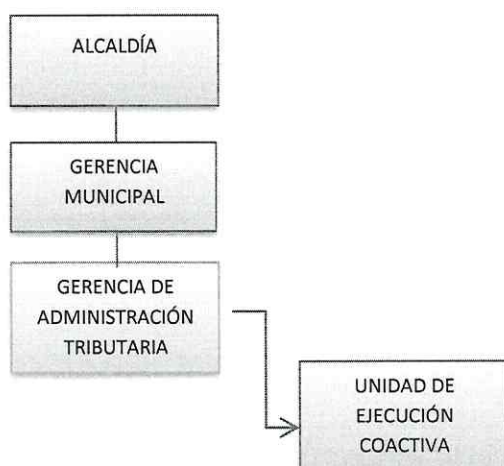 ALCALDÍA
GERENCIA
MUNICIPAL
GERENCIA DE
ADMINISTRACIÓN
TRIBUTARIA
UNIDAD DE
EJECUCIÓN
COACTIVA